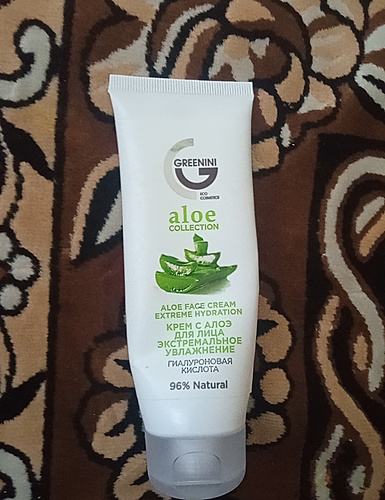 GREENINI
ECO
COSMETICS
aloe
COLLECTION
ALOE FACE CREAM
EXTREME HYDRATION
КРЕМ С АЛОЭ
ДЛЯ ЛИЦА
ЭКСТРЕМАЛЬНОЕ
УВЛАЖНЕНИЕ
ГИАЛУРОНОВАЯ
КИСЛОТА
96% Natural